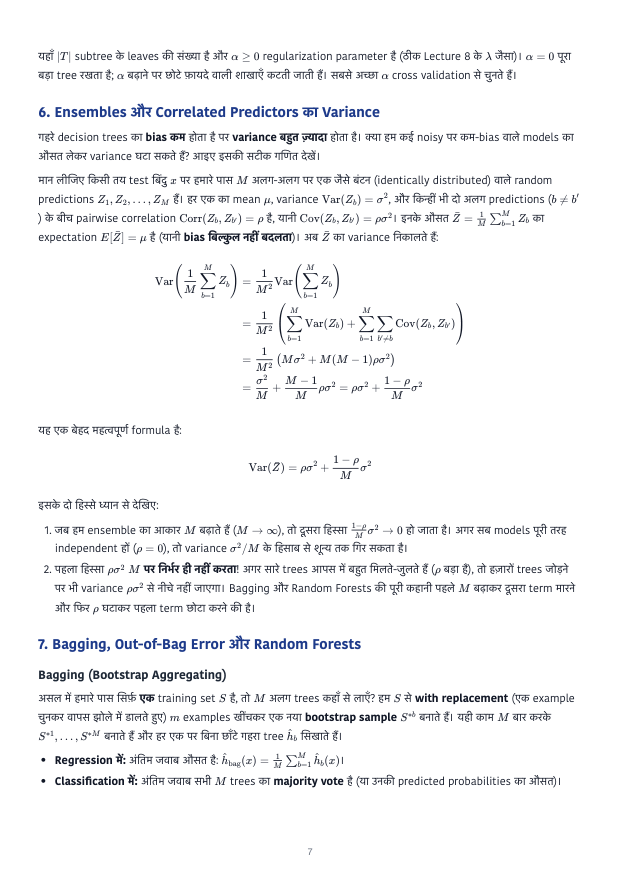 यहाँ |T| subtree के leaves की संख्या है और α ≥ 0 regularization parameter है (ठीक Lecture 8 के λ जैसा)। α = 0 पूरा
बड़ा tree रखता है; α बढ़ाने पर छोटे फ़ायदे वाली शाखाएँ कटती जाती हैं। सबसे अच्छा α cross validation से चुनते हैं।
6. Ensembles और Correlated Predictors का Variance
गहरे decision trees का bias कम होता है पर variance बहुत ज़्यादा होता है। क्या हम कई noisy पर कम-bias वाले models का
औसत लेकर variance घटा सकते हैं? आइए इसकी सटीक गणित देखें।
मान लीजिए किसी तय test बिंदु x पर हमारे पास M अलग-अलग पर एक जैसे बंटन (identically distributed) वाले random
predictions Z_1, Z_2, …, Z_M हैं। हर एक का mean μ, variance Var(Z_b) = σ², और किन्हीं भी दो अलग predictions (b ≠ b′
) के बीच pairwise correlation Corr(Z_b, Z_b′) = ρ है, यानी Cov(Z_b, Z_b′) = ρσ²। इनके औसत Z̄ = 1/M ∑_{b=1}^{M} Z_b का
expectation E[Z̄] = μ है (यानी bias बिल्कुल नहीं बदलता)। अब Z̄ का variance निकालते हैं:
Var(1/M ∑_{b=1}^{M} Z_b) = 1/M² Var(∑_{b=1}^{M} Z_b)
= 1/M² (∑_{b=1}^{M} Var(Z_b) + ∑_{b=1}^{M} ∑_{b′≠b} Cov(Z_b, Z_b′))
= 1/M² (Mσ² + M(M − 1)ρσ²)
= σ²/M + (M − 1)/M ρσ² = ρσ² + (1 − ρ)/M σ²
यह एक बेहद महत्वपूर्ण formula है:
Var(Z̄) = ρσ² + (1 − ρ)/M σ²
इसके दो हिस्से ध्यान से देखिए:
1. जब हम ensemble का आकार M बढ़ाते हैं (M → ∞), तो दूसरा हिस्सा (1−ρ)/M σ² → 0 हो जाता है। अगर सब models पूरी तरह
independent हों (ρ = 0), तो variance σ²/M के हिसाब से शून्य तक गिर सकता है।
2. पहला हिस्सा ρσ² M पर निर्भर ही नहीं करता! अगर सारे trees आपस में बहुत मिलते-जुलते हैं (ρ बड़ा है), तो हज़ारों trees जोड़ने
पर भी variance ρσ² से नीचे नहीं जाएगा। Bagging और Random Forests की पूरी कहानी पहले M बढ़ाकर दूसरा term मारने
और फिर ρ घटाकर पहला term छोटा करने की है।
7. Bagging, Out-of-Bag Error और Random Forests
Bagging (Bootstrap Aggregating)
असल में हमारे पास सिर्फ़ एक training set S है, तो M अलग trees कहाँ से लाएँ? हम S से with replacement (एक example
चुनकर वापस झोले में डालते हुए) m examples खींचकर एक नया bootstrap sample S*ᵇ बनाते हैं। यही काम M बार करके
S*¹, …, S*ᴹ बनाते हैं और हर एक पर बिना छाँटे गहरा tree ĥ_b सिखाते हैं।
• Regression में: अंतिम जवाब औसत है: ĥ_bag(x) = 1/M ∑_{b=1}^{M} ĥ_b(x)।
• Classification में: अंतिम जवाब सभी M trees का majority vote है (या उनकी predicted probabilities का औसत)।
7